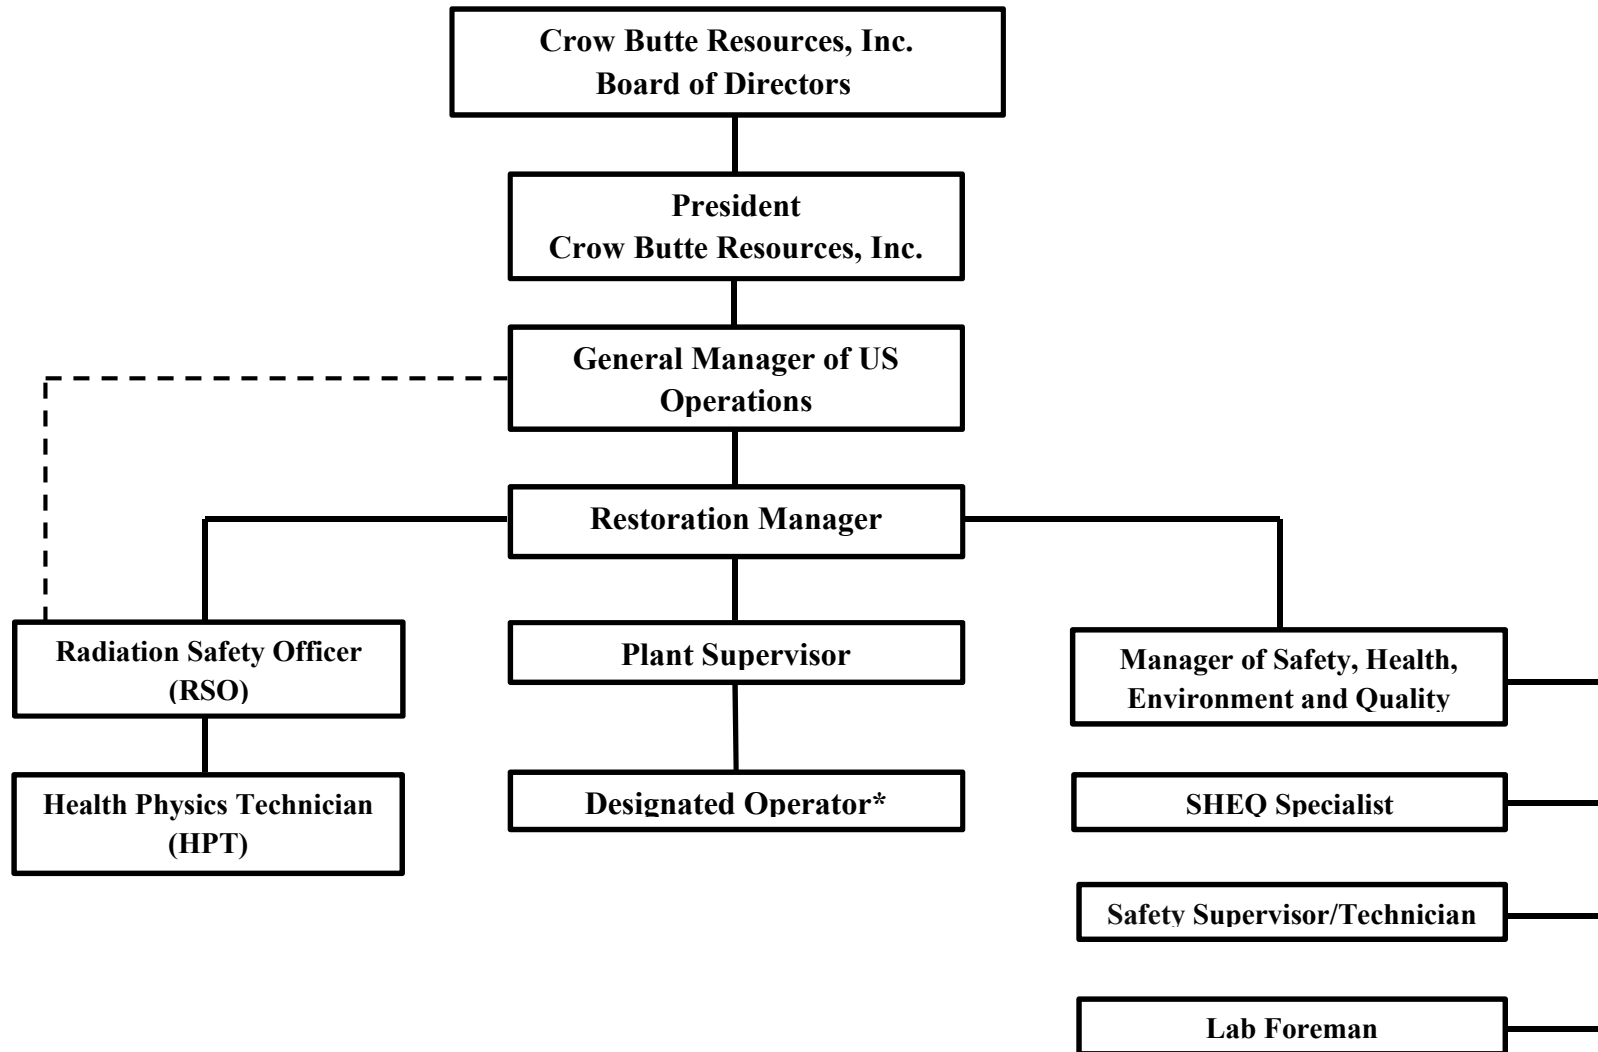 Crow Butte Resources, Inc.
Board of Directors
President
Crow Butte Resources, Inc.
General Manager of US
Operations
Restoration Manager
Radiation Safety Officer
(RSO)
Plant Supervisor
Manager of Safety, Health,
Environment and Quality
Health Physics Technician
(HPT)
Designated Operator*
SHEQ Specialist
Safety Supervisor/Technician
Lab Foreman